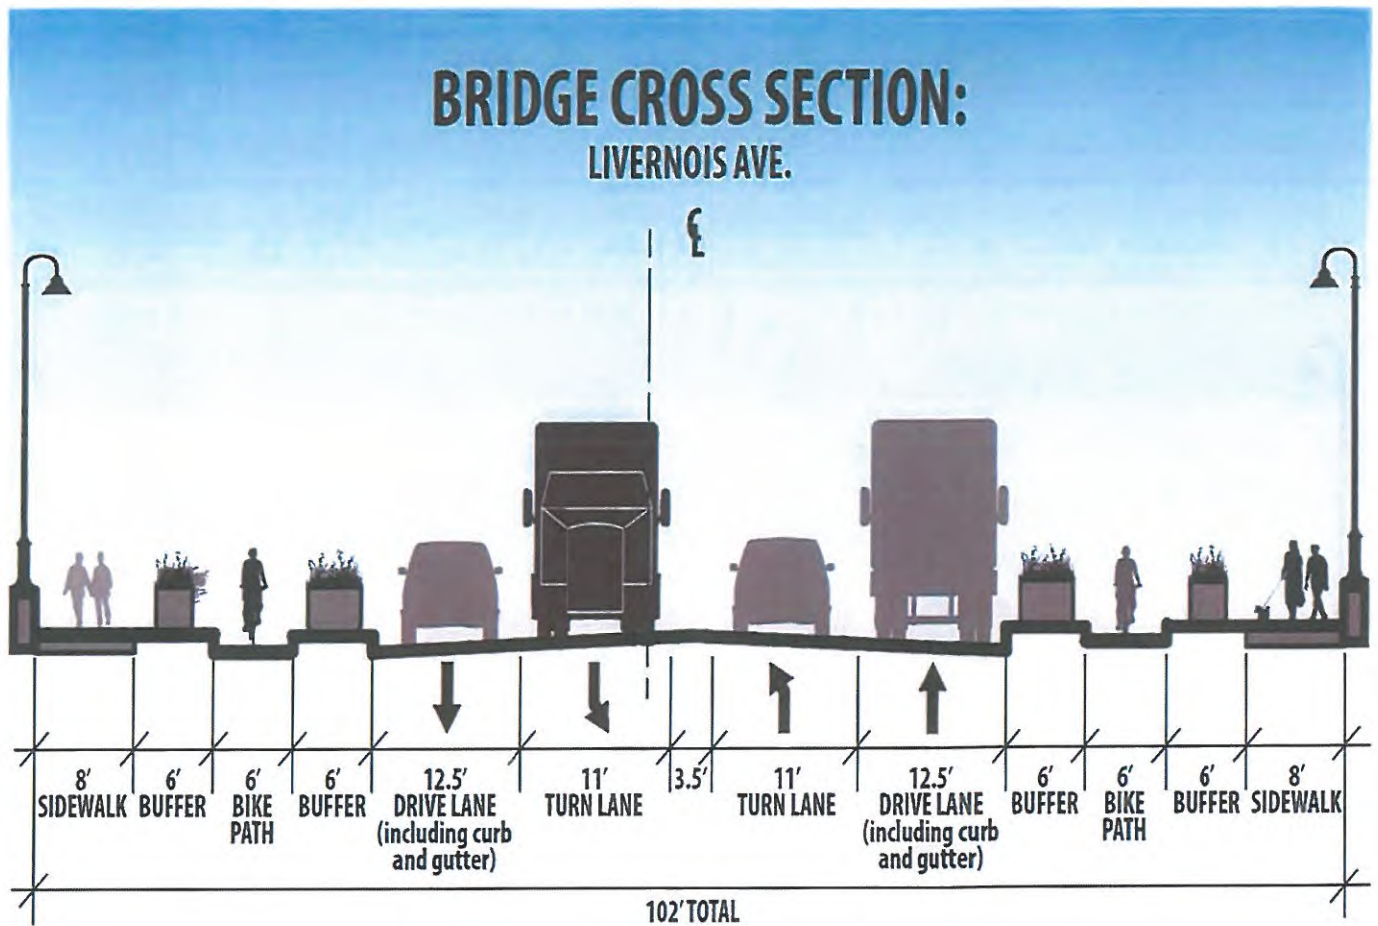 BRIDGE CROSS SECTION:
LIVERNOIS AVE.
℄
8'
SIDEWALK
6'
BUFFER
6'
BIKE
PATH
6'
BUFFER
12.5'
DRIVE LANE
(including curb
and gutter)
11'
TURN LANE
3.5'
11'
TURN LANE
12.5'
DRIVE LANE
(including curb
and gutter)
6'
BUFFER
6'
BIKE
PATH
6'
BUFFER
8'
SIDEWALK
102' TOTAL